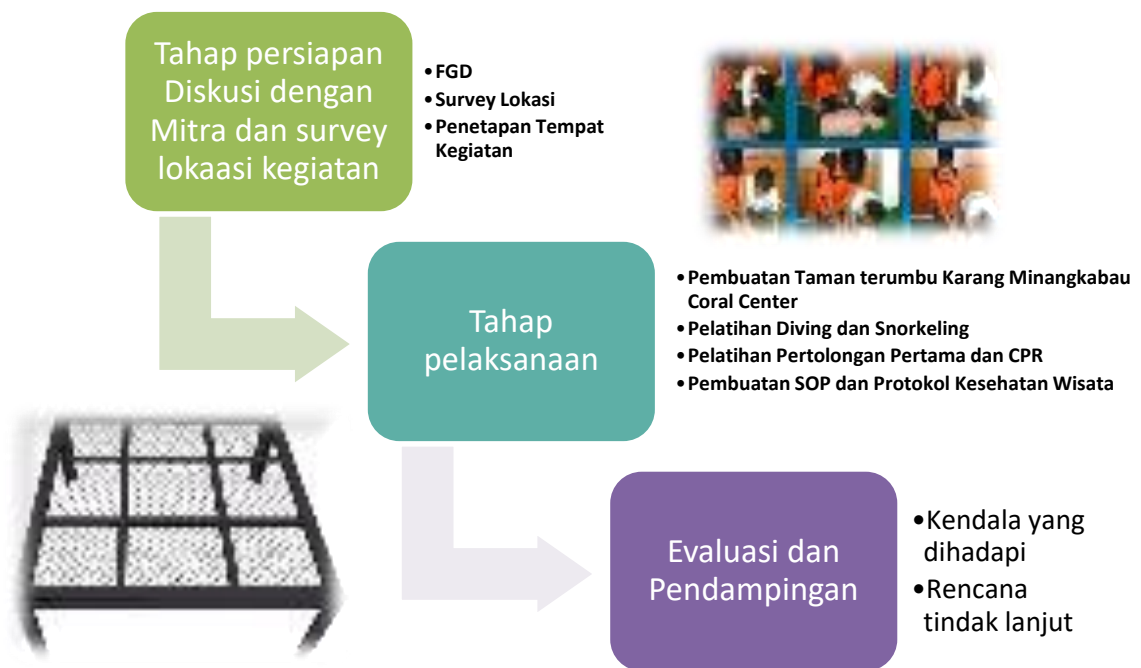 Tahap persiapan
Diskusi dengan
Mitra dan survey
lokaasi kegiatan
•FGD
•Survey Lokasi
•Penetapan Tempat
Kegiatan
Tahap
pelaksanaan
•Pembuatan Taman terumbu Karang Minangkabau
Coral Center
•Pelatihan Diving dan Snorkeling
•Pelatihan Pertolongan Pertama dan CPR
•Pembuatan SOP dan Protokol Kesehatan Wisata
Evaluasi dan
Pendampingan
•Kendala yang
dihadapi
•Rencana
tindak lanjut